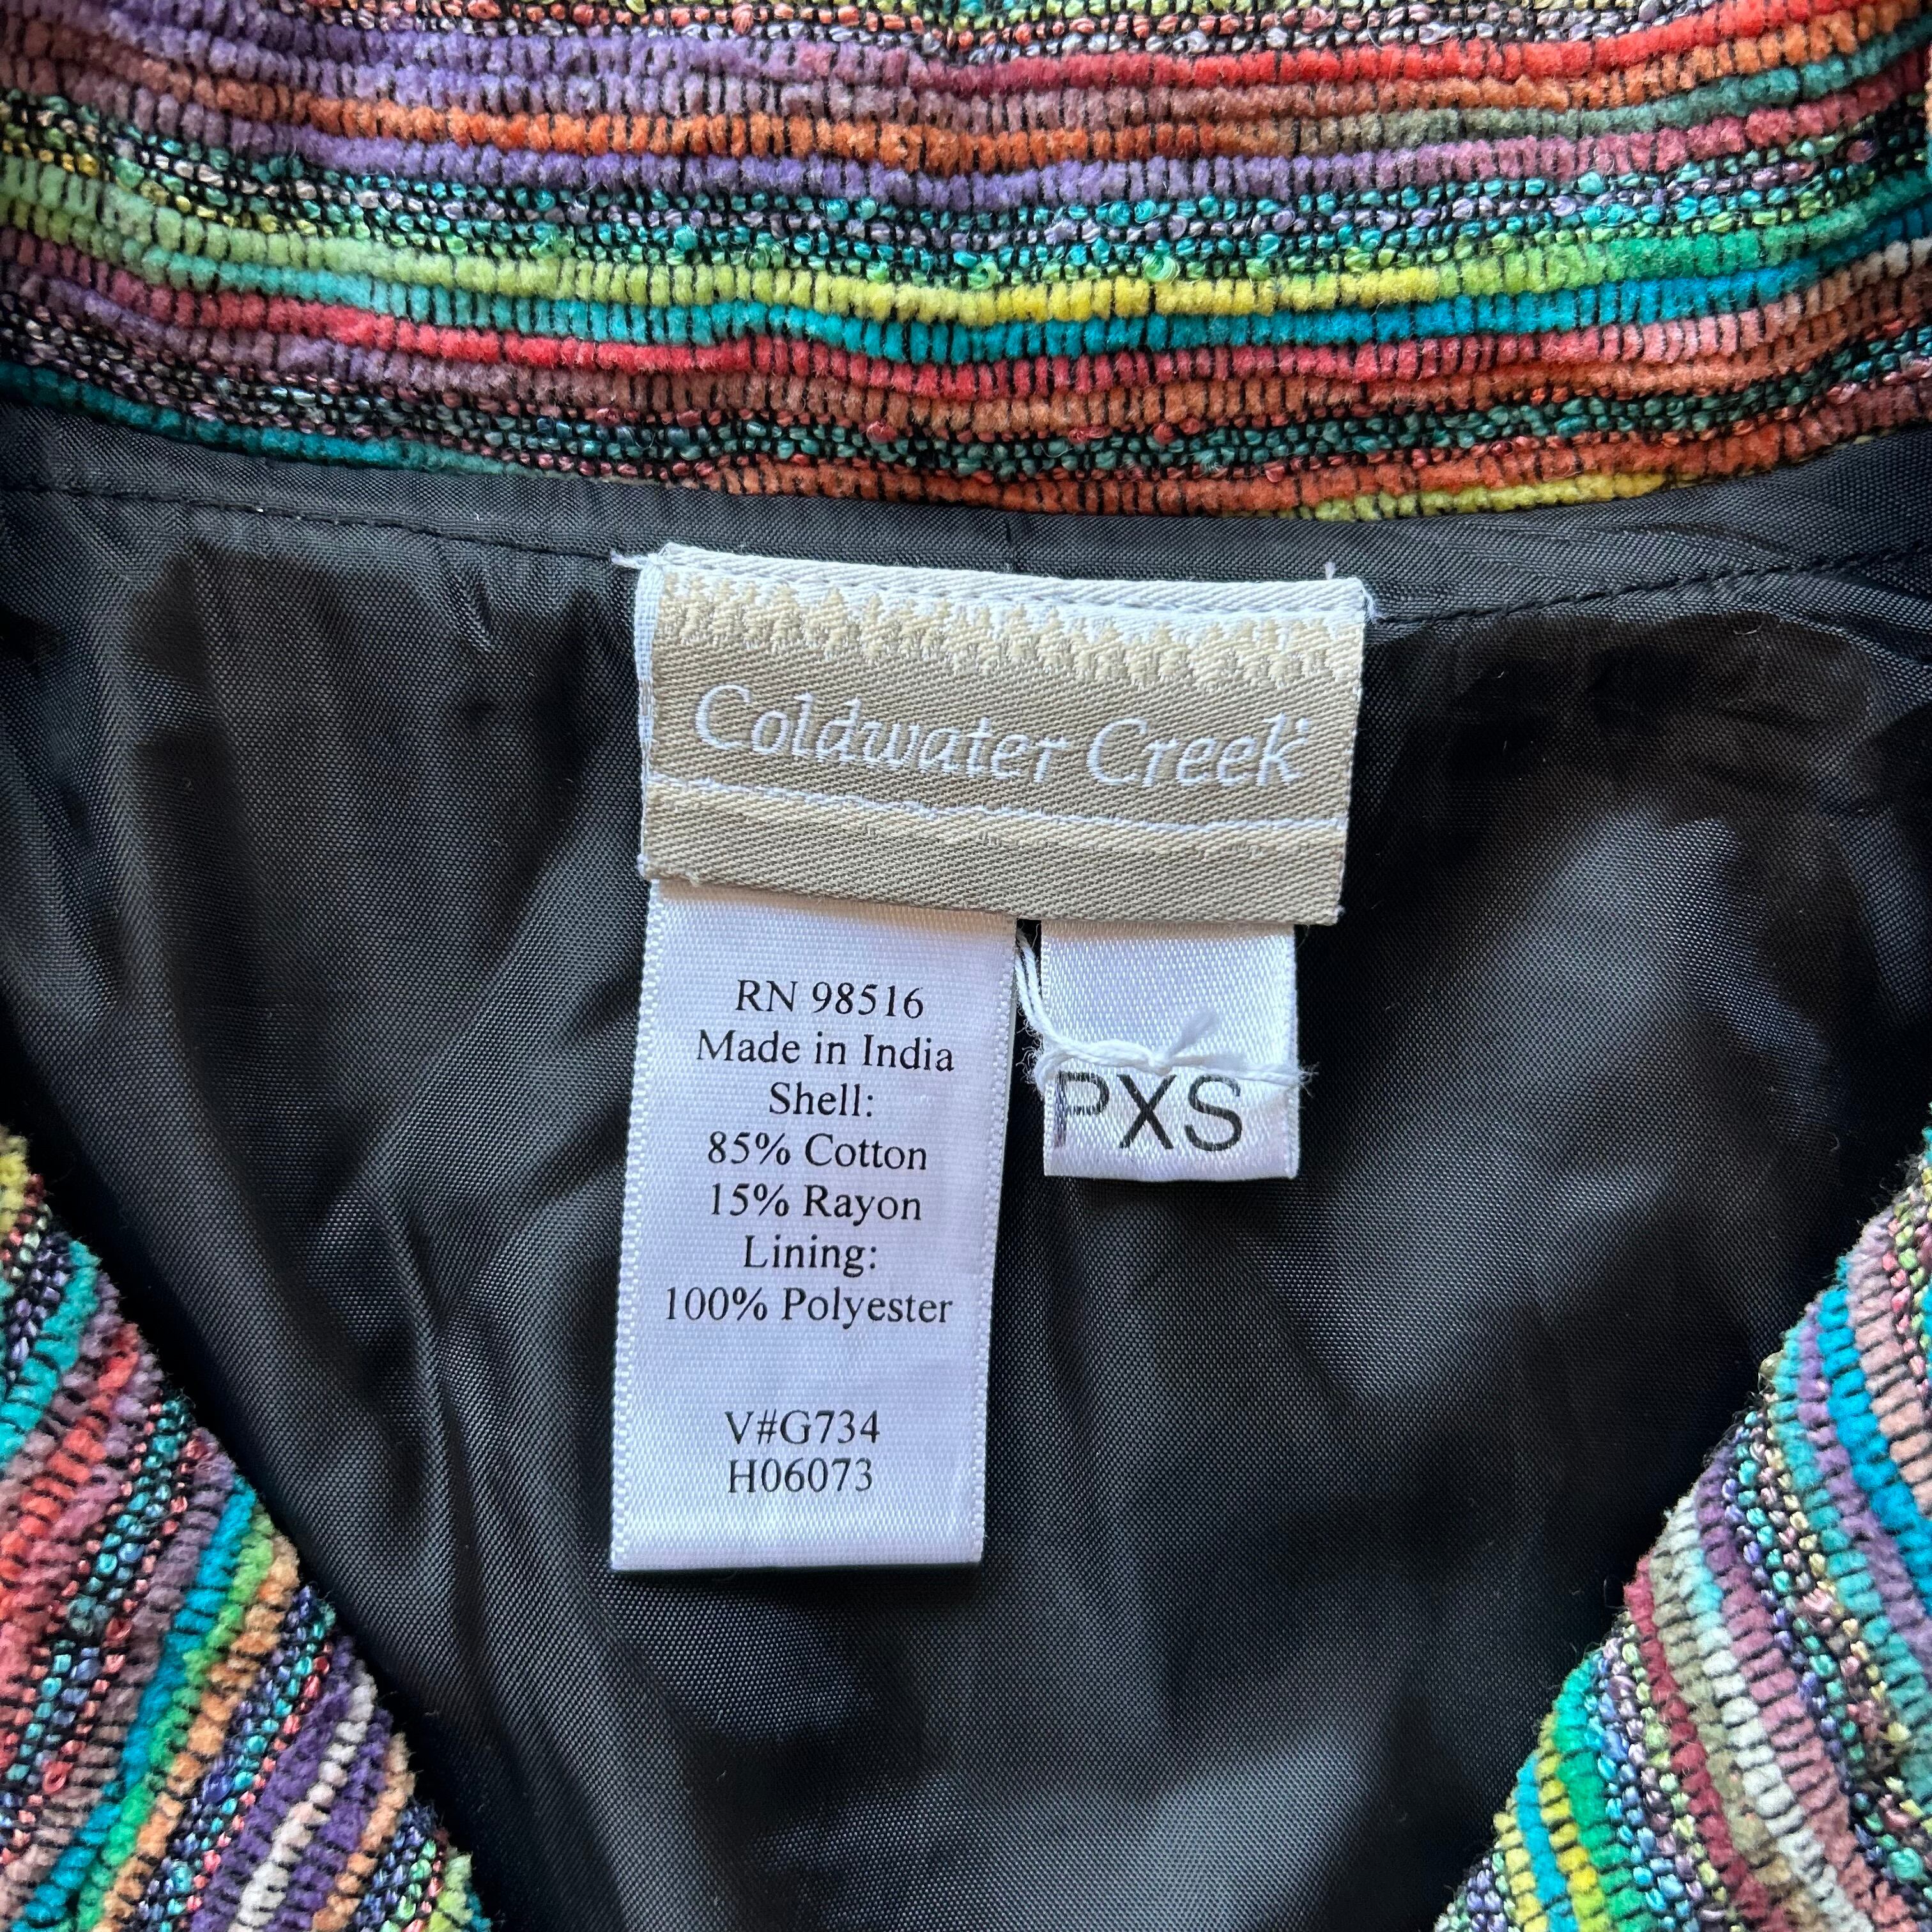 Coldwater Creek
RN 98516
Made in India
Shell:
85% Cotton
15% Rayon
Lining:
100% Polyester
V#G734
H06073
PXS